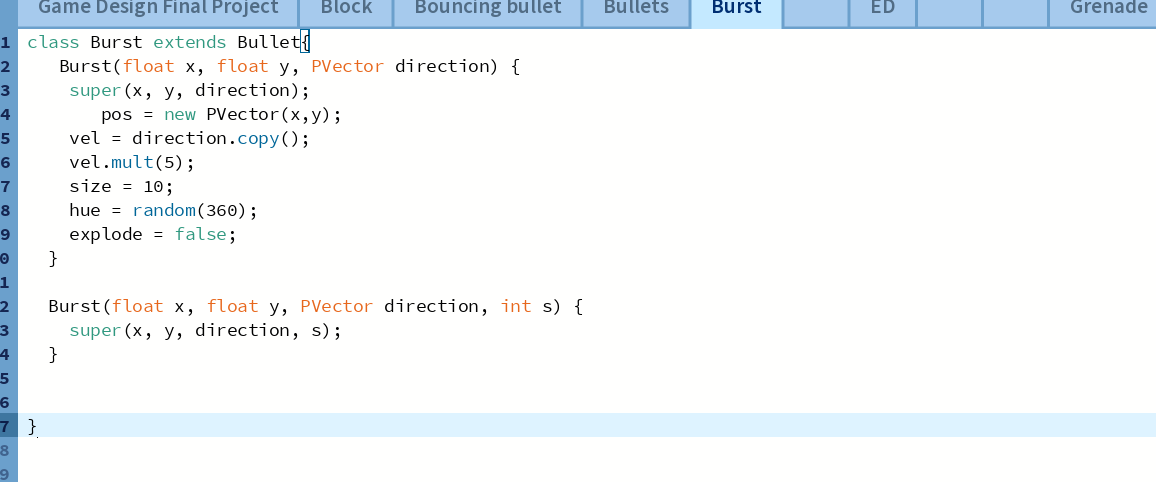 Game Design Final Project Block Bouncing bullet Bullets Burst ED Grenade
1 class Burst extends Bullet{
2 Burst(float x, float y, PVector direction) {
3 super(x, y, direction);
4 pos = new PVector(x,y);
5 vel = direction.copy();
6 vel.mult(5);
7 size = 10;
8 hue = random(360);
9 explode = false;
0 }
1
2 Burst(float x, float y, PVector direction, int s) {
3 super(x, y, direction, s);
4 }
5
6
7 }
8
9